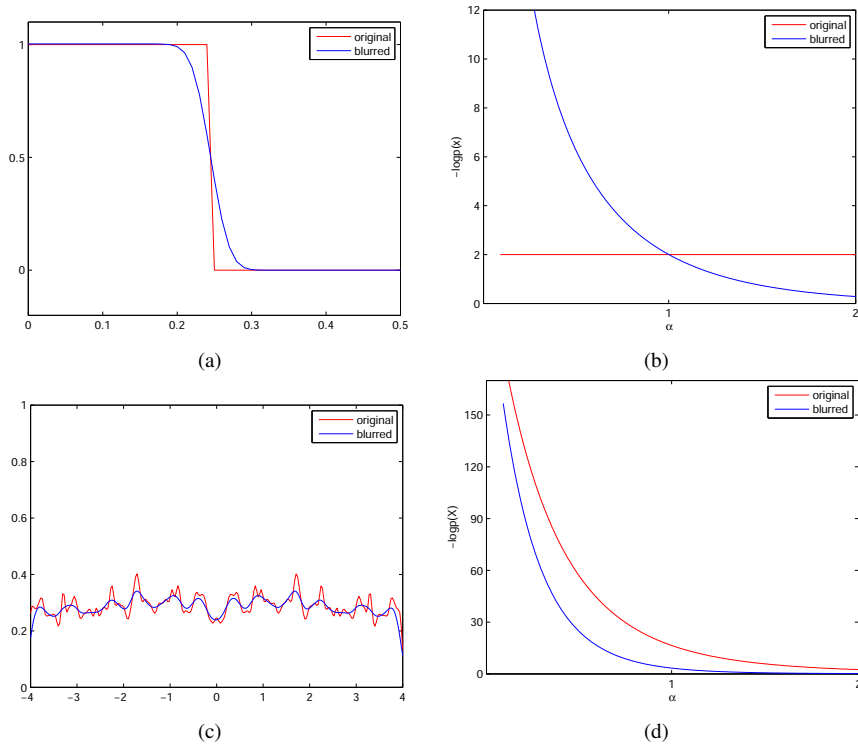 original
blurred
1
0.5
0
0 0.1 0.2 0.3 0.4 0.5
(a)
original
blurred
12
10
8
6
4
2
0
-logp(x)
1 2
α
(b)
original
blurred
1
0.8
0.6
0.4
0.2
0
−4 −3 −2 −1 0 1 2 3 4
(c)
original
blurred
150
120
90
60
30
0
-logp(X)
1 2
α
(d)